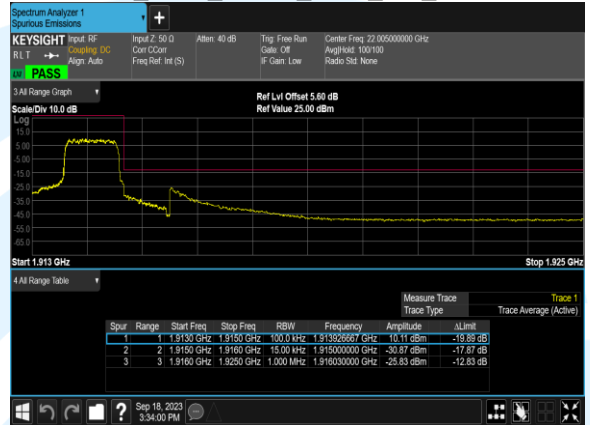 Spectrum Analyzer 1
Spurious Emissions
+
KEYSIGHT Input: RF Input Z: 50 Ω Atten: 40 dB Trig: Free Run Center Freq: 22.005000000 GHz
RLT Coupling: DC Corr CCorr Gate: Off Avg|Hold: 100/100
Align: Auto Freq Ref: Int (S) IF Gain: Low Radio Std: None
PASS
3 All Range Graph
Ref Lvl Offset 5.60 dB
Scale/Div 10.0 dB Ref Value 25.00 dBm
Log
15.0
5.00
-5.00
-15.0
-25.0
-35.0
-45.0
-55.0
-65.0
Start 1.913 GHz Stop 1.925 GHz
4 All Range Table
Measure Trace Trace 1
Trace Type Trace Average (Active)
Spur Range Start Freq Stop Freq RBW Frequency Amplitude ΔLimit
1 1 1.9130 GHz 1.9150 GHz 100.0 kHz 1.913926667 GHz 10.11 dBm -19.89 dB
2 2 1.9150 GHz 1.9160 GHz 15.00 kHz 1.915000000 GHz -30.87 dBm -17.87 dB
3 3 1.9160 GHz 1.9250 GHz 1.000 MHz 1.916030000 GHz -25.83 dBm -12.83 dB
? Sep 18, 2023
3:34:00 PM